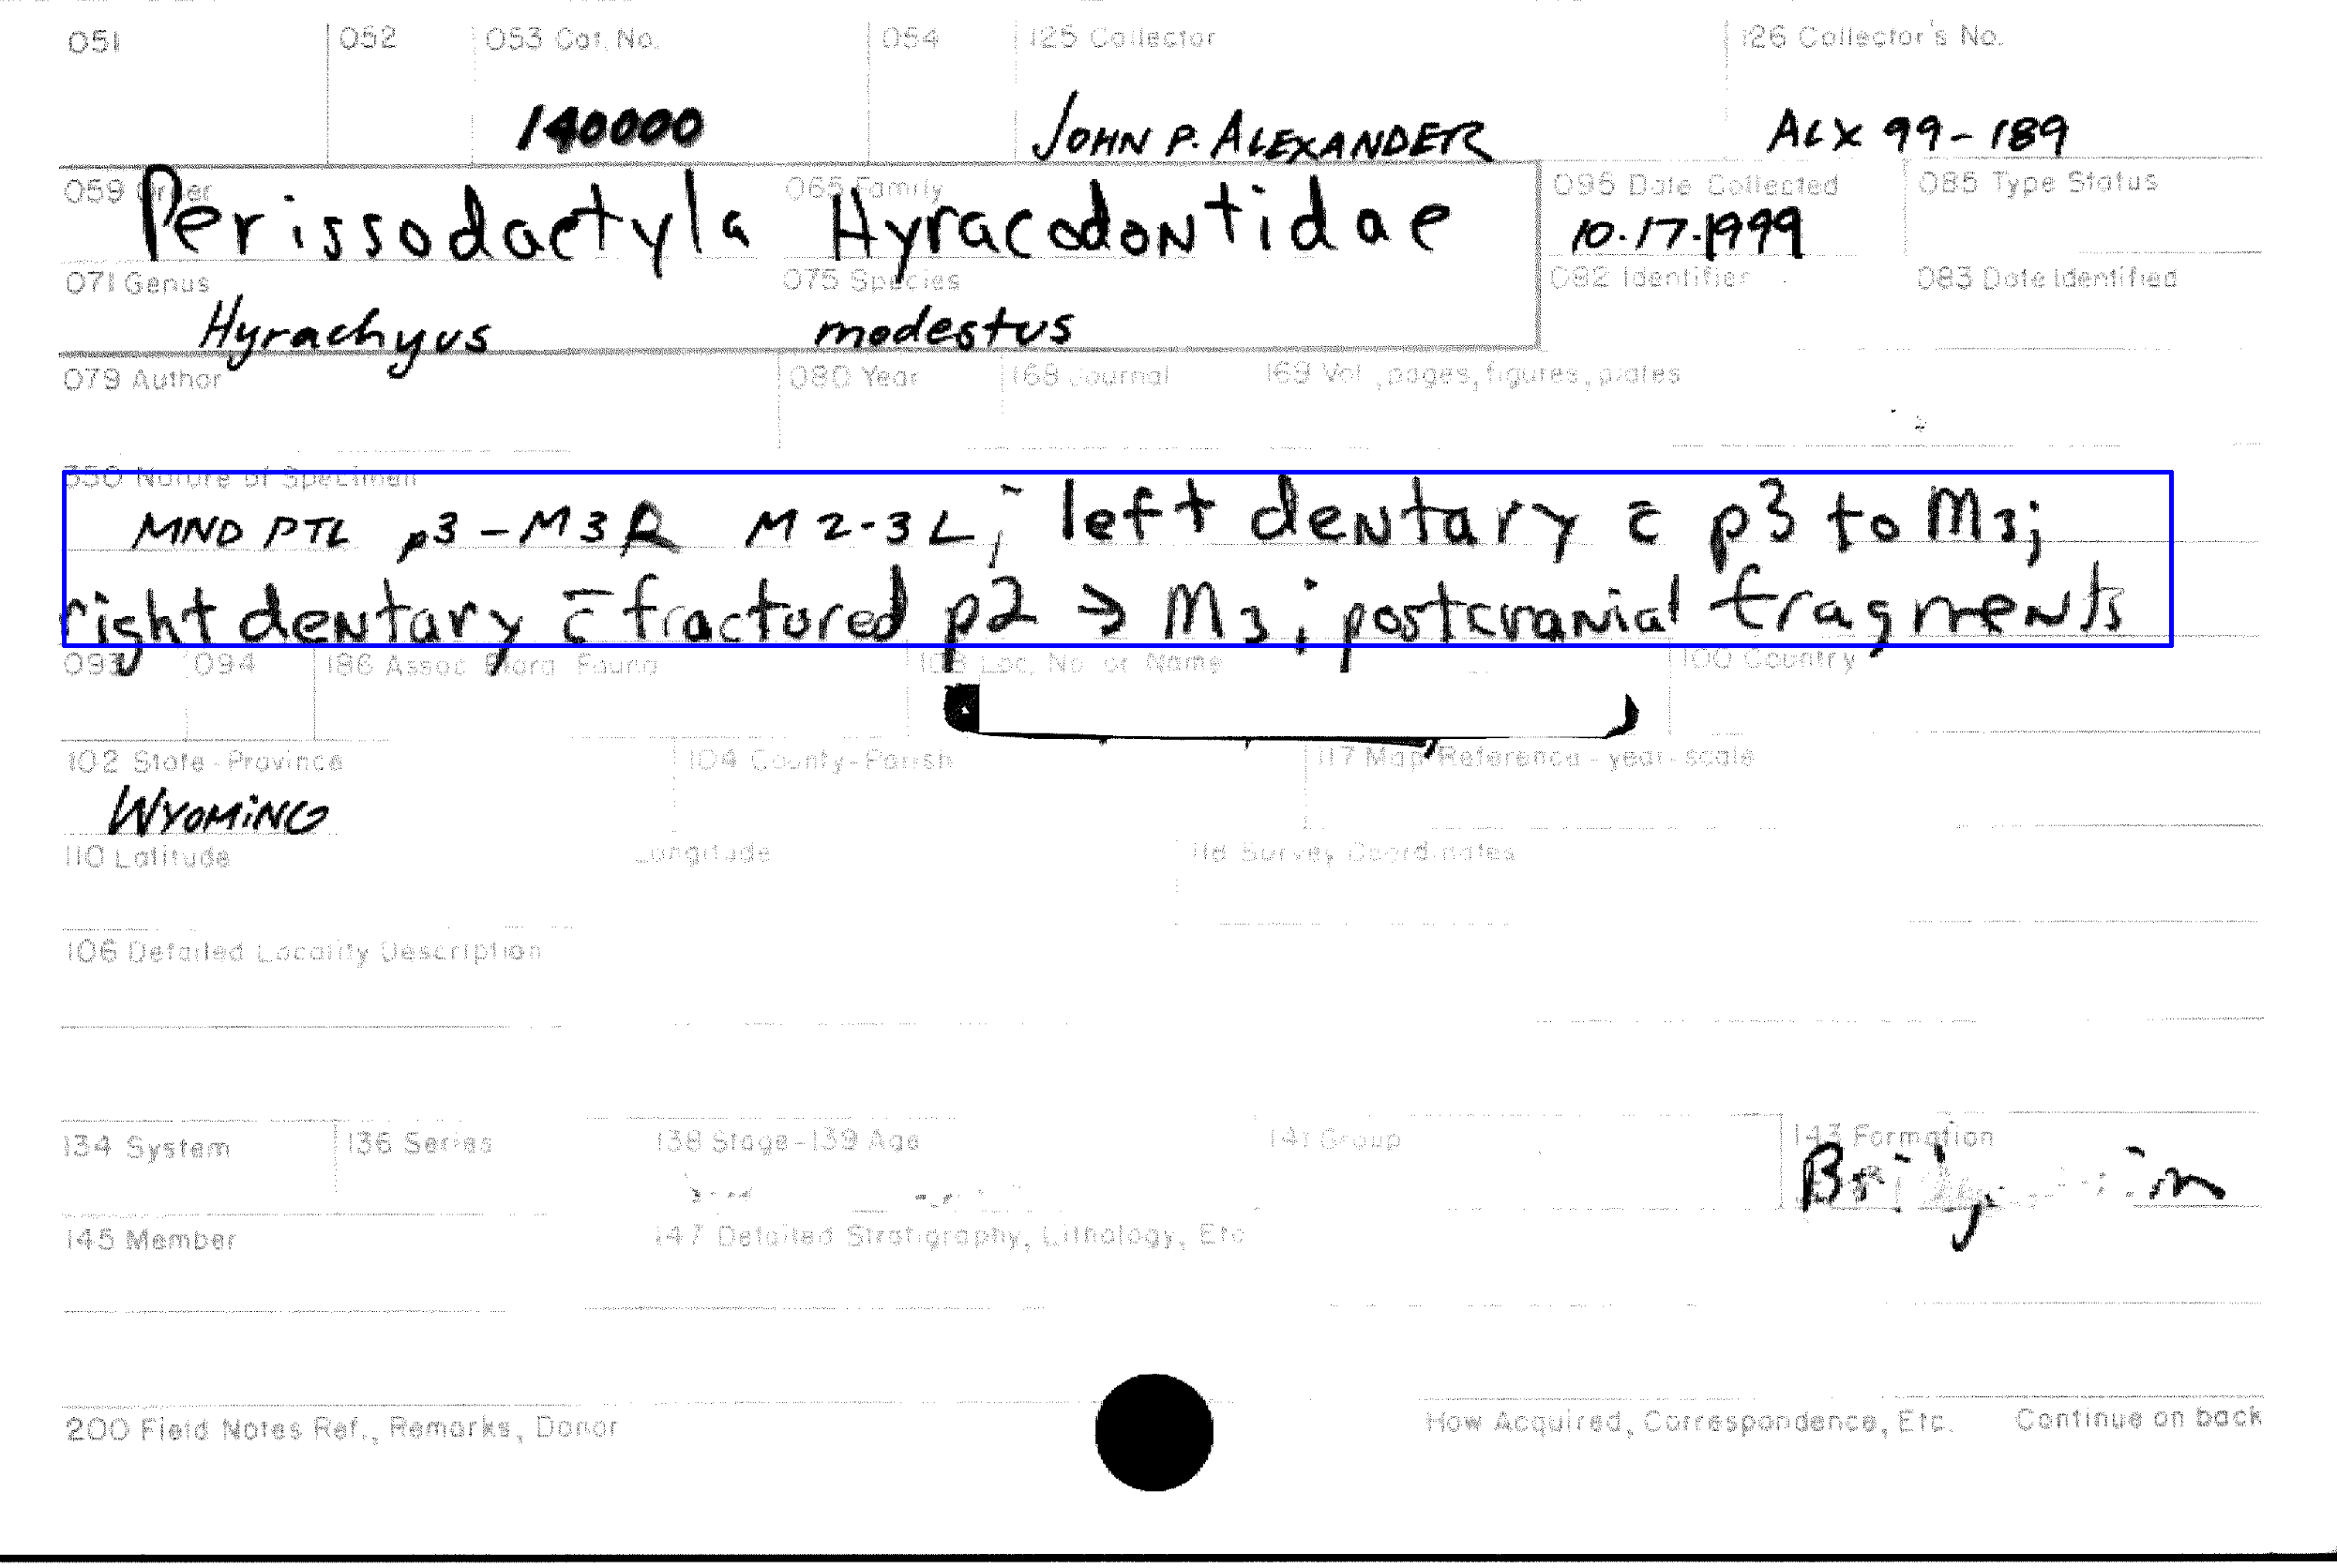 051 052 053 Cat. No. 054 125 Collector 126 Collector's No.
140000 JOHN P. ALEXANDER ALX 99-189
059 Order 065 Family 095 Date Collected 085 Type Status
Perissodactyla Hyracodontidae 10.17.1999
071 Genus 075 Species 082 Identifier 083 Date Identified
Hyrachyus modestus
079 Author 080 Year 168 Journal 169 Vol., pages, figures, plates
350 Nature of Specimen
MND PTL p3-M3R M2-3L; left dentary c̄ p3 to M3;
right dentary c̄ fractured p2 → M3; postcranial fragments
093 094 186 Assoc Flora Fauna 108 Loc. No. or Name 100 Country
102 State-Province 104 County-Parish 117 Map Reference-year-scale
WYOMING
110 Latitude Longitude 118 Survey Coordinates
106 Detailed Locality Description
134 System 136 Series 138 Stage-139 Age 141 Group 143 Formation
145 Member 147 Detailed Stratigraphy, Lithology, Etc
200 Field Notes Ref., Remarks, Donor How Acquired, Correspondence, Etc. Continue on back